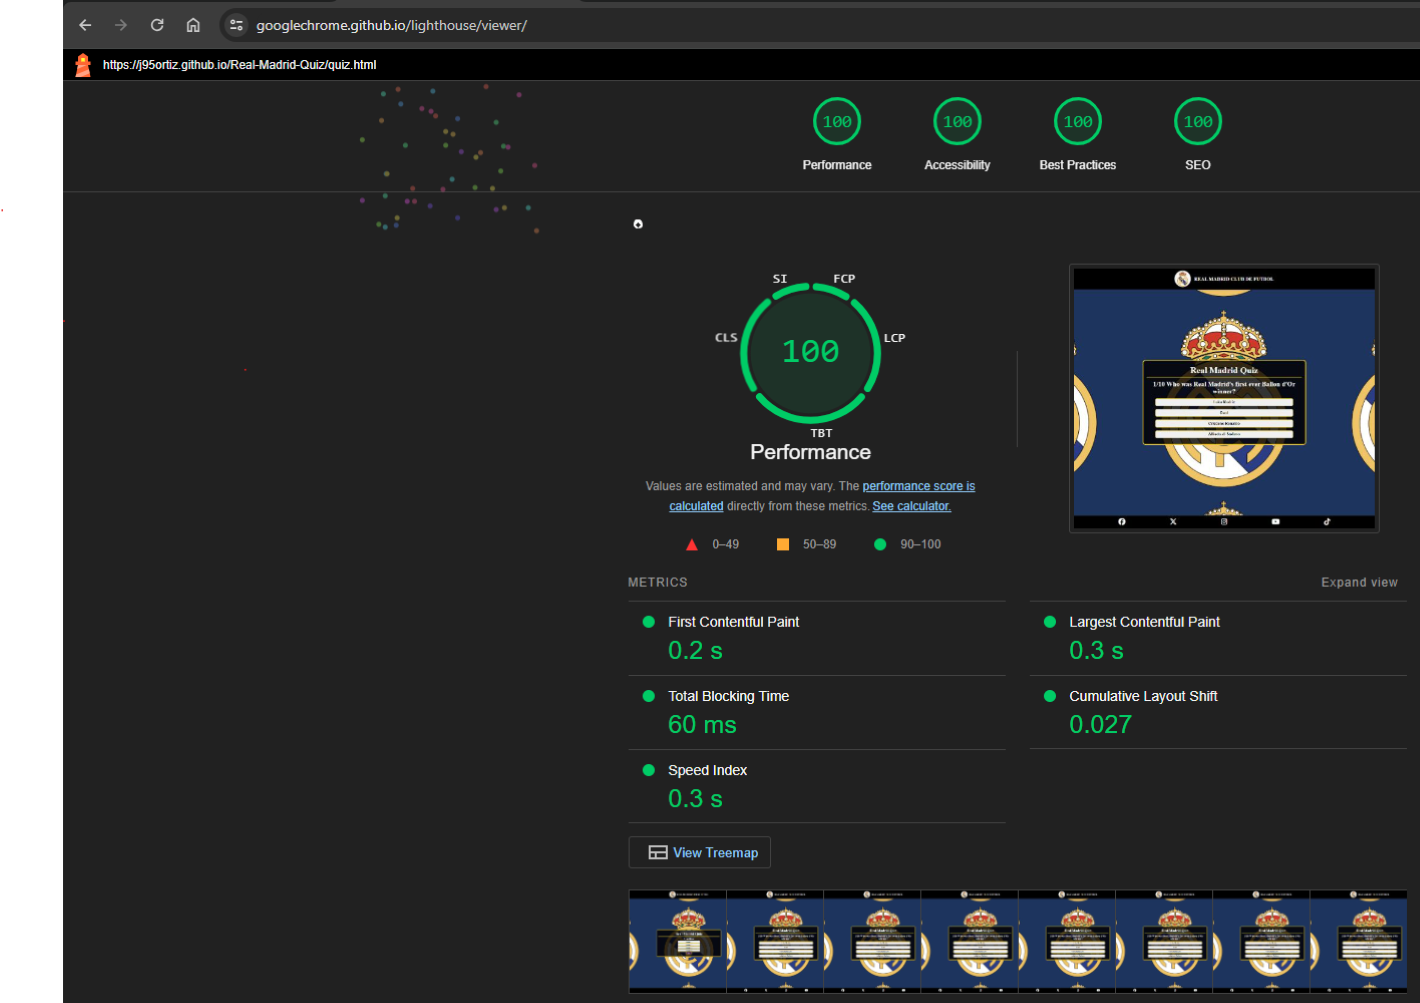 googlechrome.github.io/lighthouse/viewer/
https://j95ortiz.github.io/Real-Madrid-Quiz/quiz.html
100 100 100 100
Performance Accessibility Best Practices SEO
SI FCP
CLS LCP
100
TBT
Performance
Values are estimated and may vary. The performance score is
calculated directly from these metrics. See calculator.
0–49 50–89 90–100
REAL MADRID CLUB DE FUTBOL
Real Madrid Quiz
1/10 Who was Real Madrid's first ever Ballon d'Or
winner?
METRICS Expand view
First Contentful Paint
0.2 s
Largest Contentful Paint
0.3 s
Total Blocking Time
60 ms
Cumulative Layout Shift
0.027
Speed Index
0.3 s
View Treemap